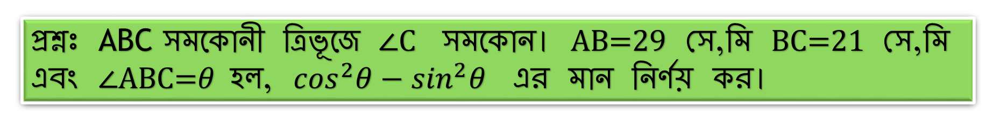 প্রশ্নঃ ABC সমকোনী ত্রিভূজে ∠C সমকোন। AB=29 সে,মি BC=21 সে,মি
এবং ∠ABC=θ হল, cos²θ − sin²θ এর মান নির্ণয় কর।